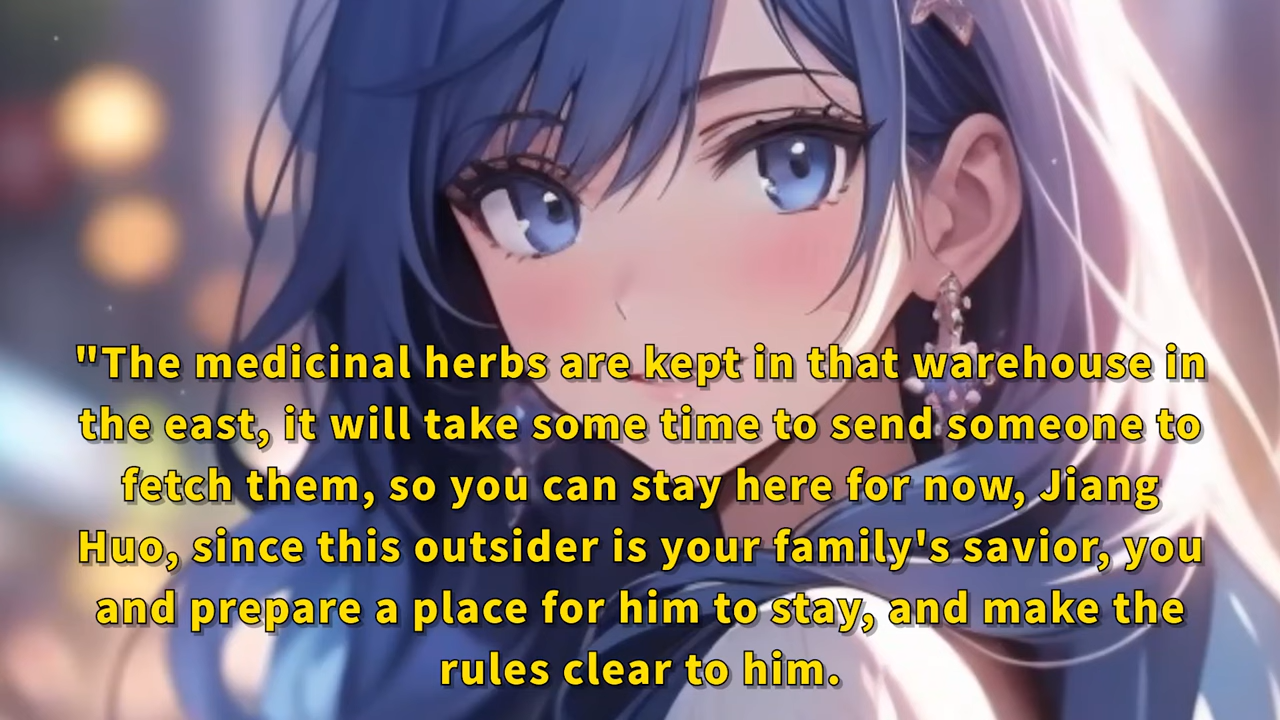 "The medicinal herbs are kept in that warehouse in
the east, it will take some time to send someone to
fetch them, so you can stay here for now, Jiang
Huo, since this outsider is your family's savior, you
and prepare a place for him to stay, and make the
rules clear to him.